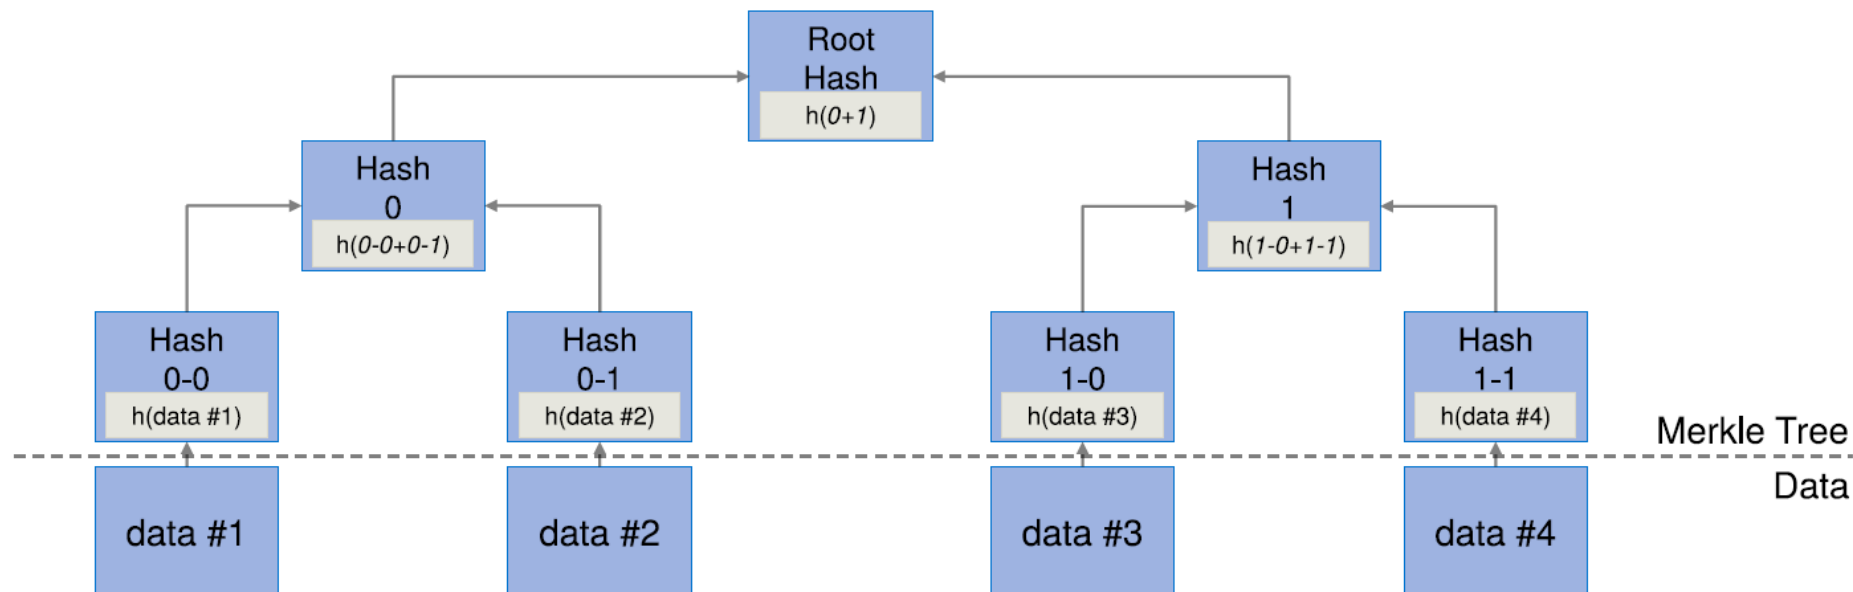 Root
Hash
h(0+1)
Hash
0
h(0-0+0-1)
Hash
1
h(1-0+1-1)
Hash
0-0
h(data #1)
Hash
0-1
h(data #2)
Hash
1-0
h(data #3)
Hash
1-1
h(data #4)
Merkle Tree
Data
data #1
data #2
data #3
data #4